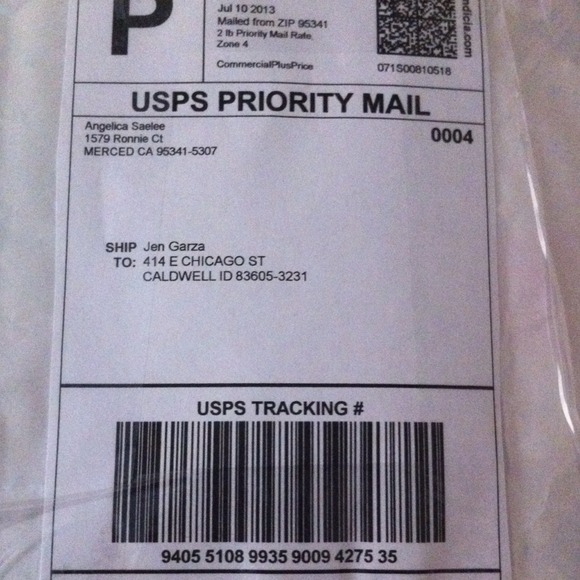 P
Jul 10 2013
Mailed from ZIP 95341
2 lb Priority Mail Rate
Zone 4
CommercialPlusPrice
ndicia.com
071S00810518
USPS PRIORITY MAIL
Angelica Saelee
1579 Ronnie Ct
MERCED CA 95341-5307
0004
SHIP Jen Garza
TO: 414 E CHICAGO ST
CALDWELL ID 83605-3231
USPS TRACKING #
9405 5108 9935 9009 4275 35